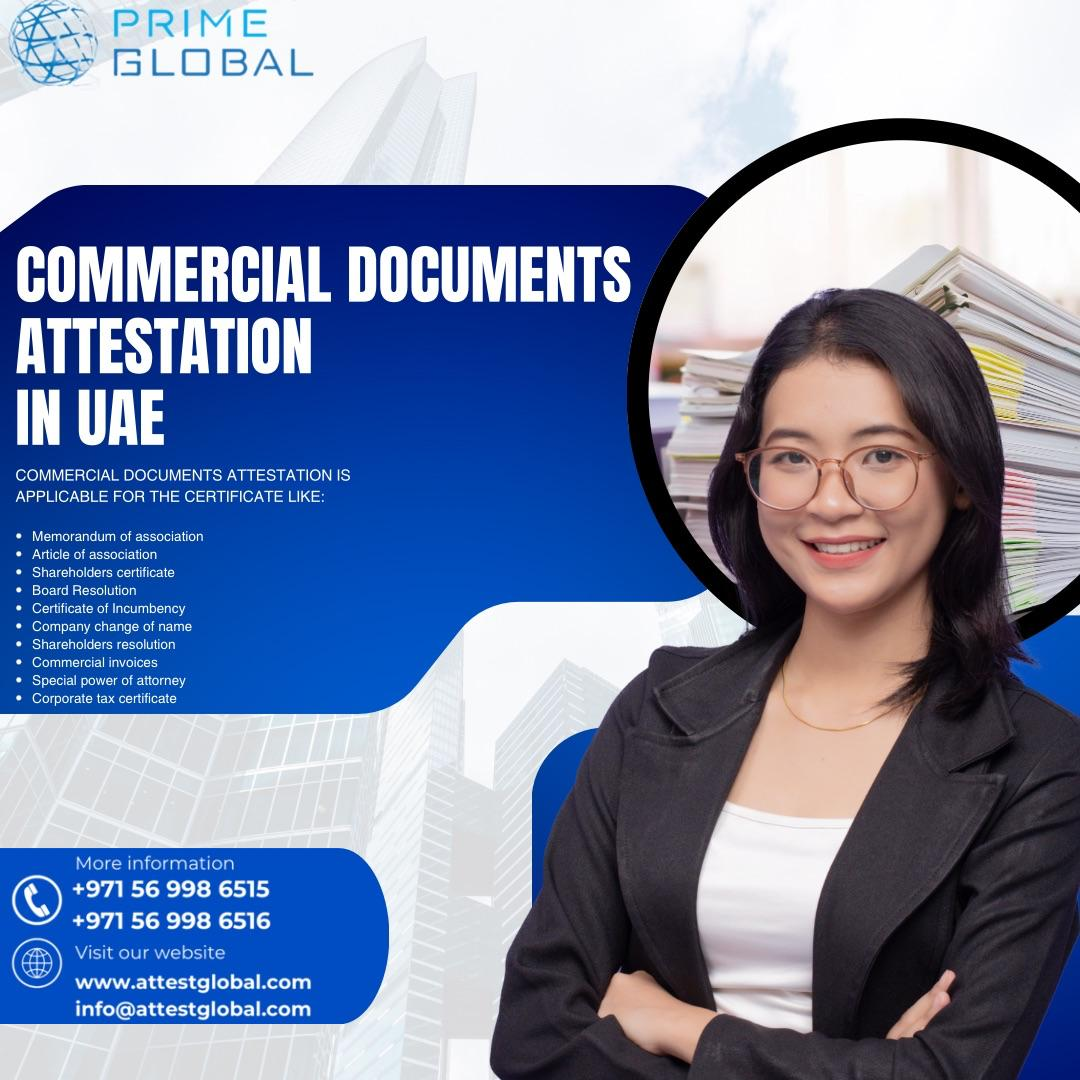 PRIME
GLOBAL
COMMERCIAL DOCUMENTS
ATTESTATION
IN UAE
COMMERCIAL DOCUMENTS ATTESTATION IS
APPLICABLE FOR THE CERTIFICATE LIKE:
• Memorandum of association
• Article of association
• Shareholders certificate
• Board Resolution
• Certificate of Incumbency
• Company change of name
• Shareholders resolution
• Commercial invoices
• Special power of attorney
• Corporate tax certificate
More information
+971 56 998 6515
+971 56 998 6516
Visit our website
www.attestglobal.com
info@attestglobal.com